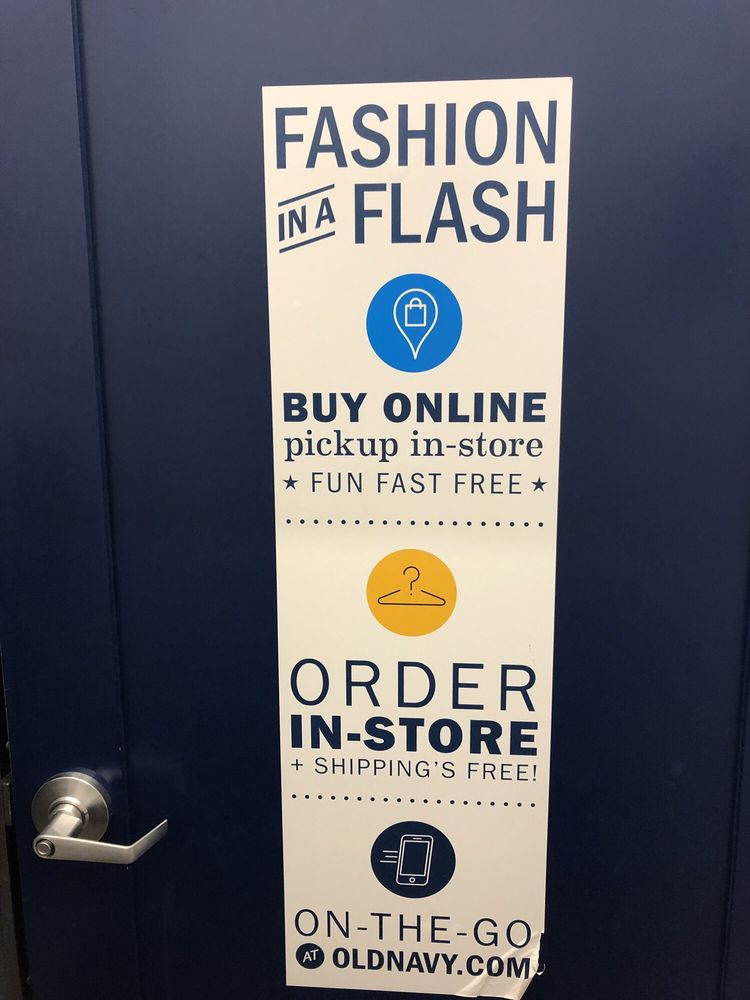 FASHION
IN A FLASH
BUY ONLINE
pickup in-store
★ FUN FAST FREE ★
ORDER
IN-STORE
+ SHIPPING'S FREE!
ON-THE-GO
AT OLDNAVY.COM